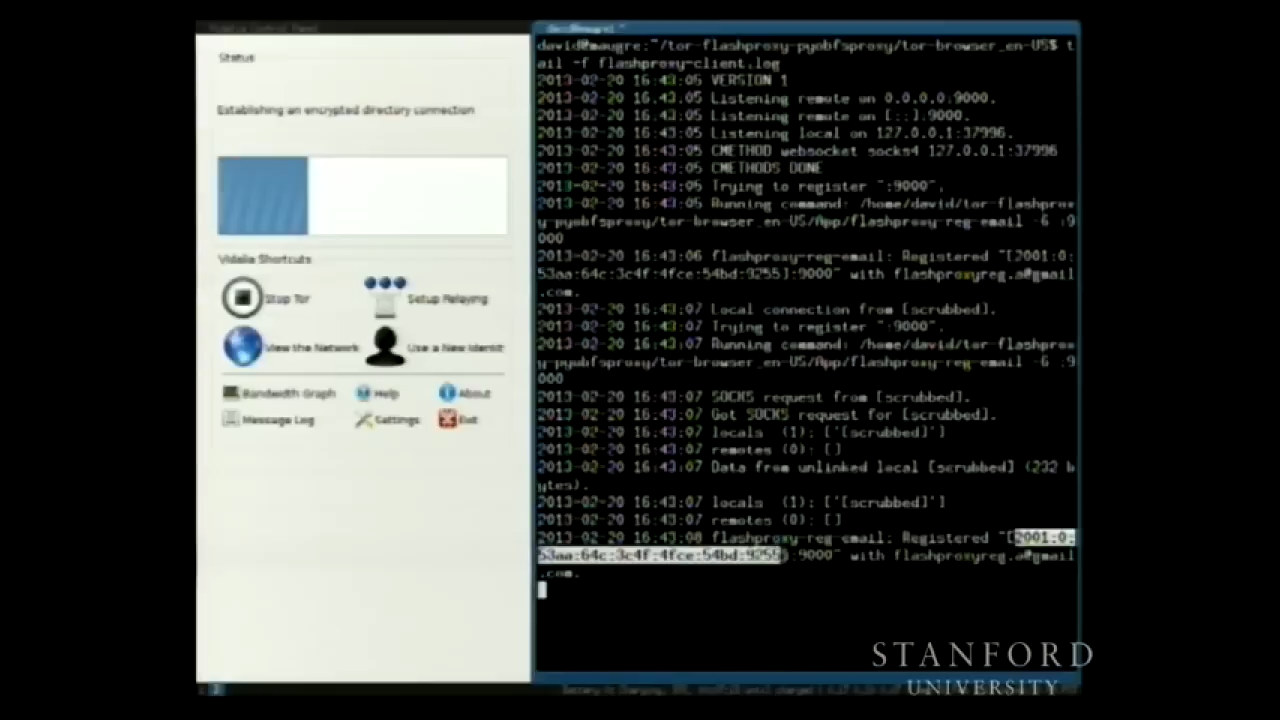 Vidalia Control Panel
Status
Establishing an encrypted directory connection
Vidalia Shortcuts
Stop Tor
Setup Relaying
View the Network
Use a New Identit
Bandwidth Graph
Help
About
Message Log
Settings
Exit
david@maugre:~/tor-flashproxy-pyobfsproxy/tor-browser_en-US$ t
ail -f flashproxy-client.log
2013-02-20 16:43:05 VERSION 1
2013-02-20 16:43:05 Listening remote on 0.0.0.0:9000.
2013-02-20 16:43:05 Listening remote on [::]:9000.
2013-02-20 16:43:05 Listening local on 127.0.0.1:37996.
2013-02-20 16:43:05 CMETHOD websocket socks4 127.0.0.1:37996
2013-02-20 16:43:05 CMETHODS DONE
2013-02-20 16:43:05 Trying to register ":9000".
2013-02-20 16:43:05 Running command: /home/david/tor-flashprox
y-pyobfsproxy/tor-browser_en-US/App/flashproxy-reg-email -6 :9
000
2013-02-20 16:43:06 flashproxy-reg-email: Registered "[2001:0:
53aa:64c:3c4f:4fce:54bd:9255]:9000" with flashproxyreg.a@gmail
.com.
2013-02-20 16:43:07 Local connection from [scrubbed].
2013-02-20 16:43:07 Trying to register ":9000".
2013-02-20 16:43:07 Running command: /home/david/tor-flashprox
y-pyobfsproxy/tor-browser_en-US/App/flashproxy-reg-email -6 :9
000
2013-02-20 16:43:07 SOCKS request from [scrubbed].
2013-02-20 16:43:07 Got SOCKS request for [scrubbed].
2013-02-20 16:43:07 locals  (1): ['[scrubbed]']
2013-02-20 16:43:07 remotes (0): []
2013-02-20 16:43:07 Data from unlinked local [scrubbed] (232 b
ytes).
2013-02-20 16:43:07 locals  (1): ['[scrubbed]']
2013-02-20 16:43:07 remotes (0): []
2013-02-20 16:43:08 flashproxy-reg-email: Registered "[2001:0:
53aa:64c:3c4f:4fce:54bd:9255]:9000" with flashproxyreg.a@gmail
.com.
STANFORD
UNIVERSITY